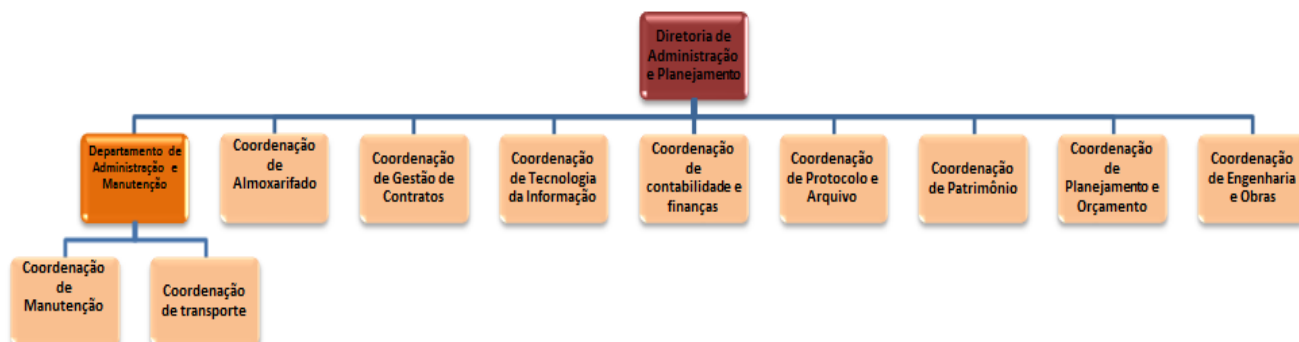 Diretoria de
Administração
e Planejamento
Departamento de
Administração e
Manutenção
Coordenação
de
Almoxarifado
Coordenação
de Gestão de
Contratos
Coordenação
de Tecnologia
da Informação
Coordenação
de
contabilidade e
finanças
Coordenação
de Protocolo e
Arquivo
Coordenação
de Patrimônio
Coordenação
de
Planejamento e
Orçamento
Coordenação
de Engenharia
e Obras
Coordenação
de
Manutenção
Coordenação
de transporte